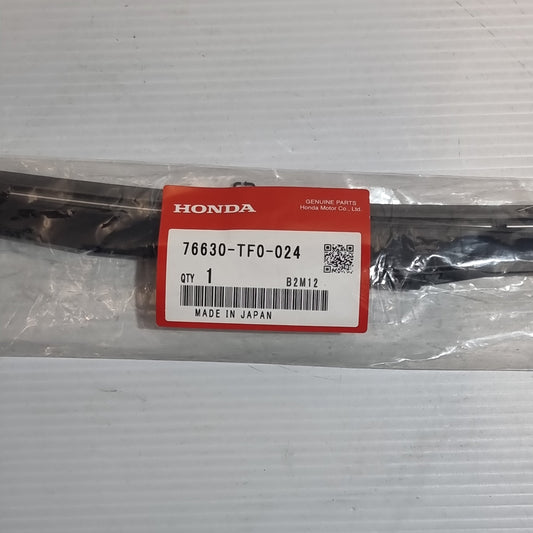 HONDA
GENUINE PARTS
Honda Motor Co., Ltd.
76630-TF0-024
QTY 1
B2M12
MADE IN JAPAN